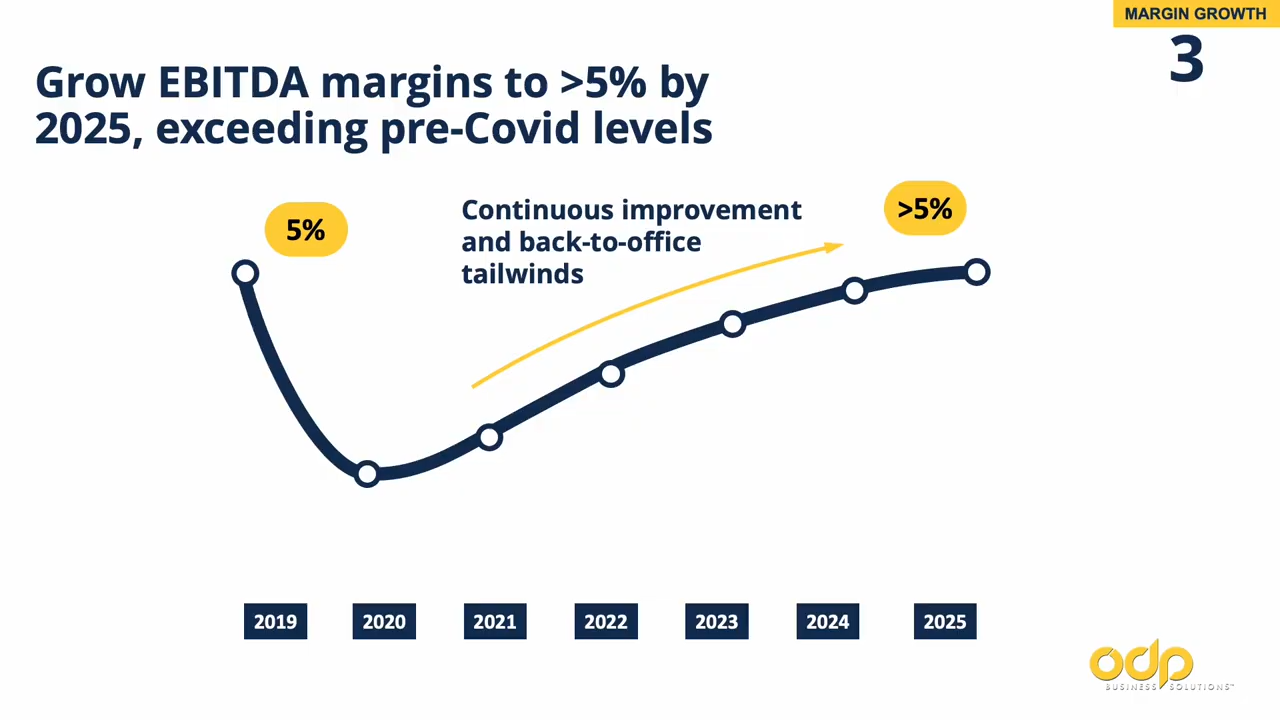 MARGIN GROWTH
3
Grow EBITDA margins to >5% by
2025, exceeding pre-Covid levels
5%
Continuous improvement
and back-to-office
tailwinds
>5%
2019
2020
2021
2022
2023
2024
2025
odp
BUSINESS SOLUTIONS™